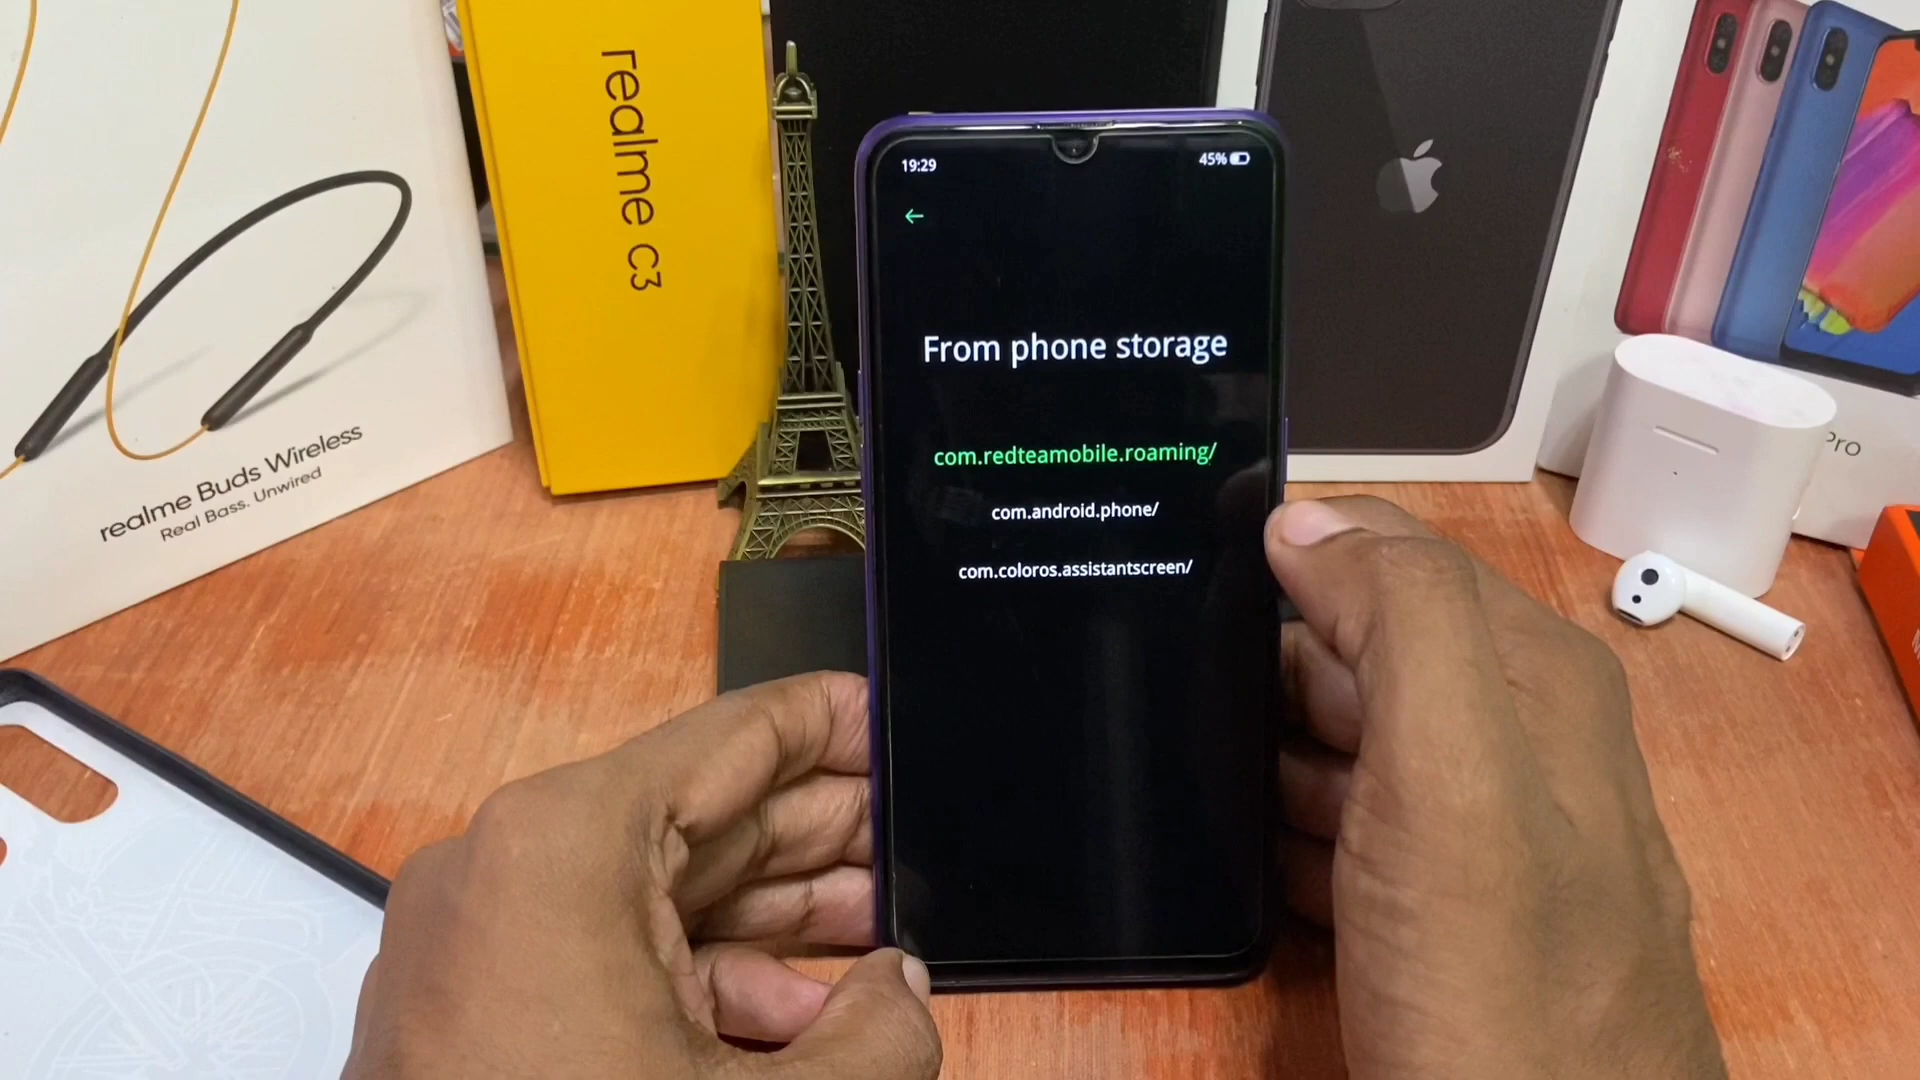 realme Buds Wireless
Real Bass. Unwired
realme C3
19:29
45%
From phone storage
com.redteamobile.roaming/
com.android.phone/
com.coloros.assistantscreen/
Pro